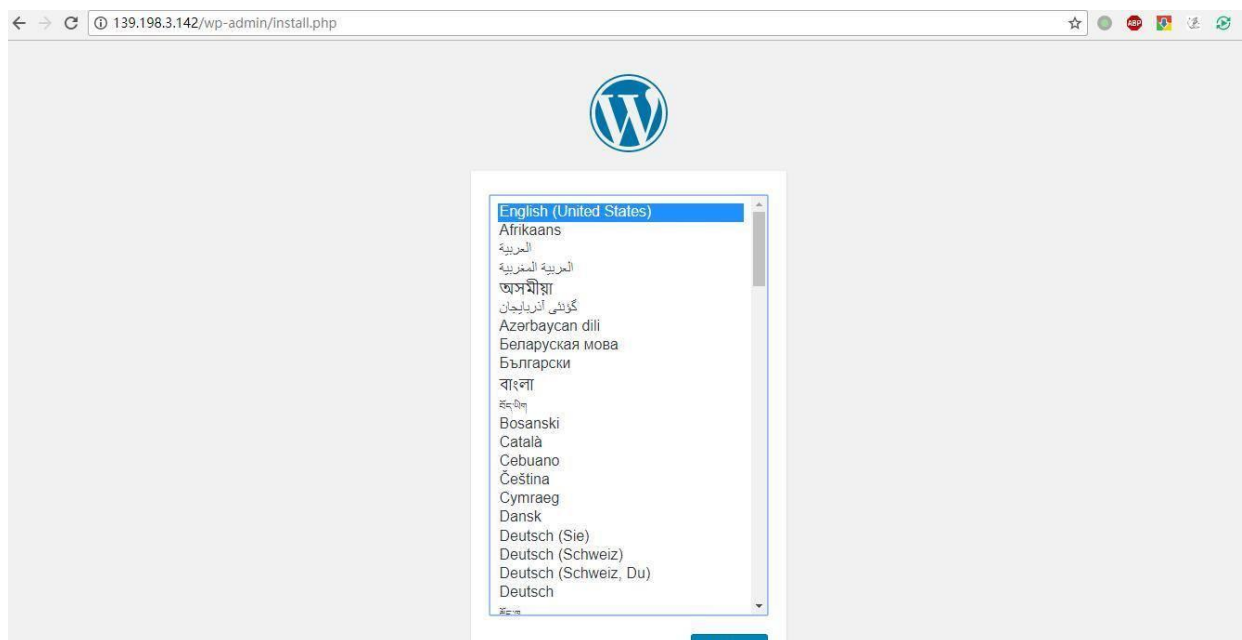 139.198.3.142/wp-admin/install.php
ABP
English (United States)
Afrikaans
العربية
العربية المغربية
অসমীয়া
گؤنئی آذربایجان
Azərbaycan dili
Беларуская мова
Български
বাংলা
བོད་ཡིག
Bosanski
Català
Cebuano
Čeština
Cymraeg
Dansk
Deutsch (Sie)
Deutsch (Schweiz)
Deutsch (Schweiz, Du)
Deutsch